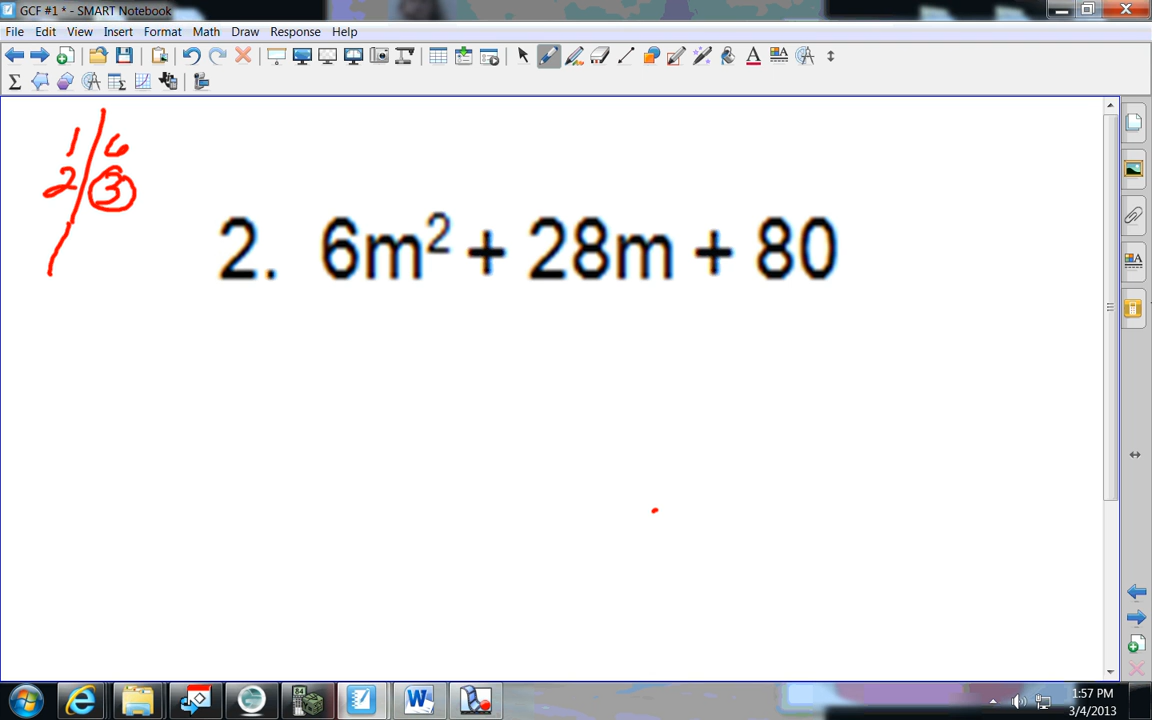 GCF #1 * - SMART Notebook
File Edit View Insert Format Math Draw Response Help
1 6
2 3
2. 6m² + 28m + 80
1:57 PM
3/4/2013